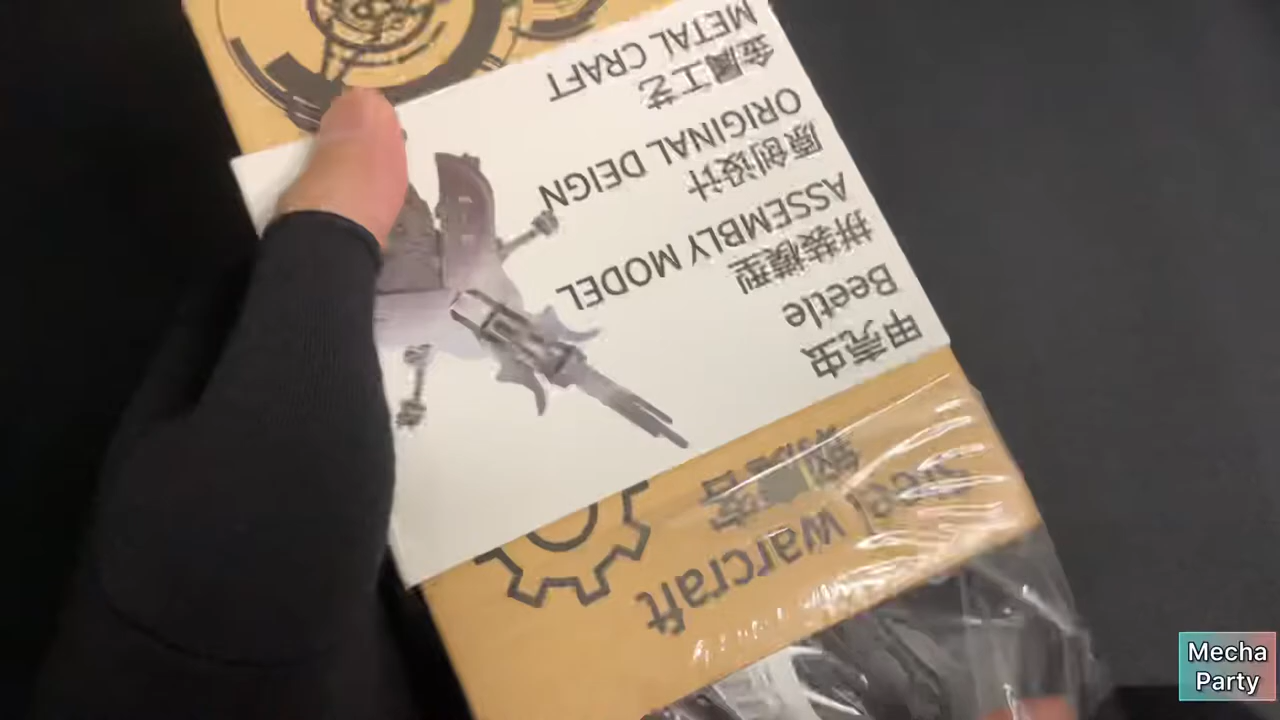 steel warcraft
甲壳虫
Beetle
拼装模型
ASSEMBLY MODEL
原创设计
ORIGINAL DEIGN
金属工艺
METAL CRAFT
Mecha
Party